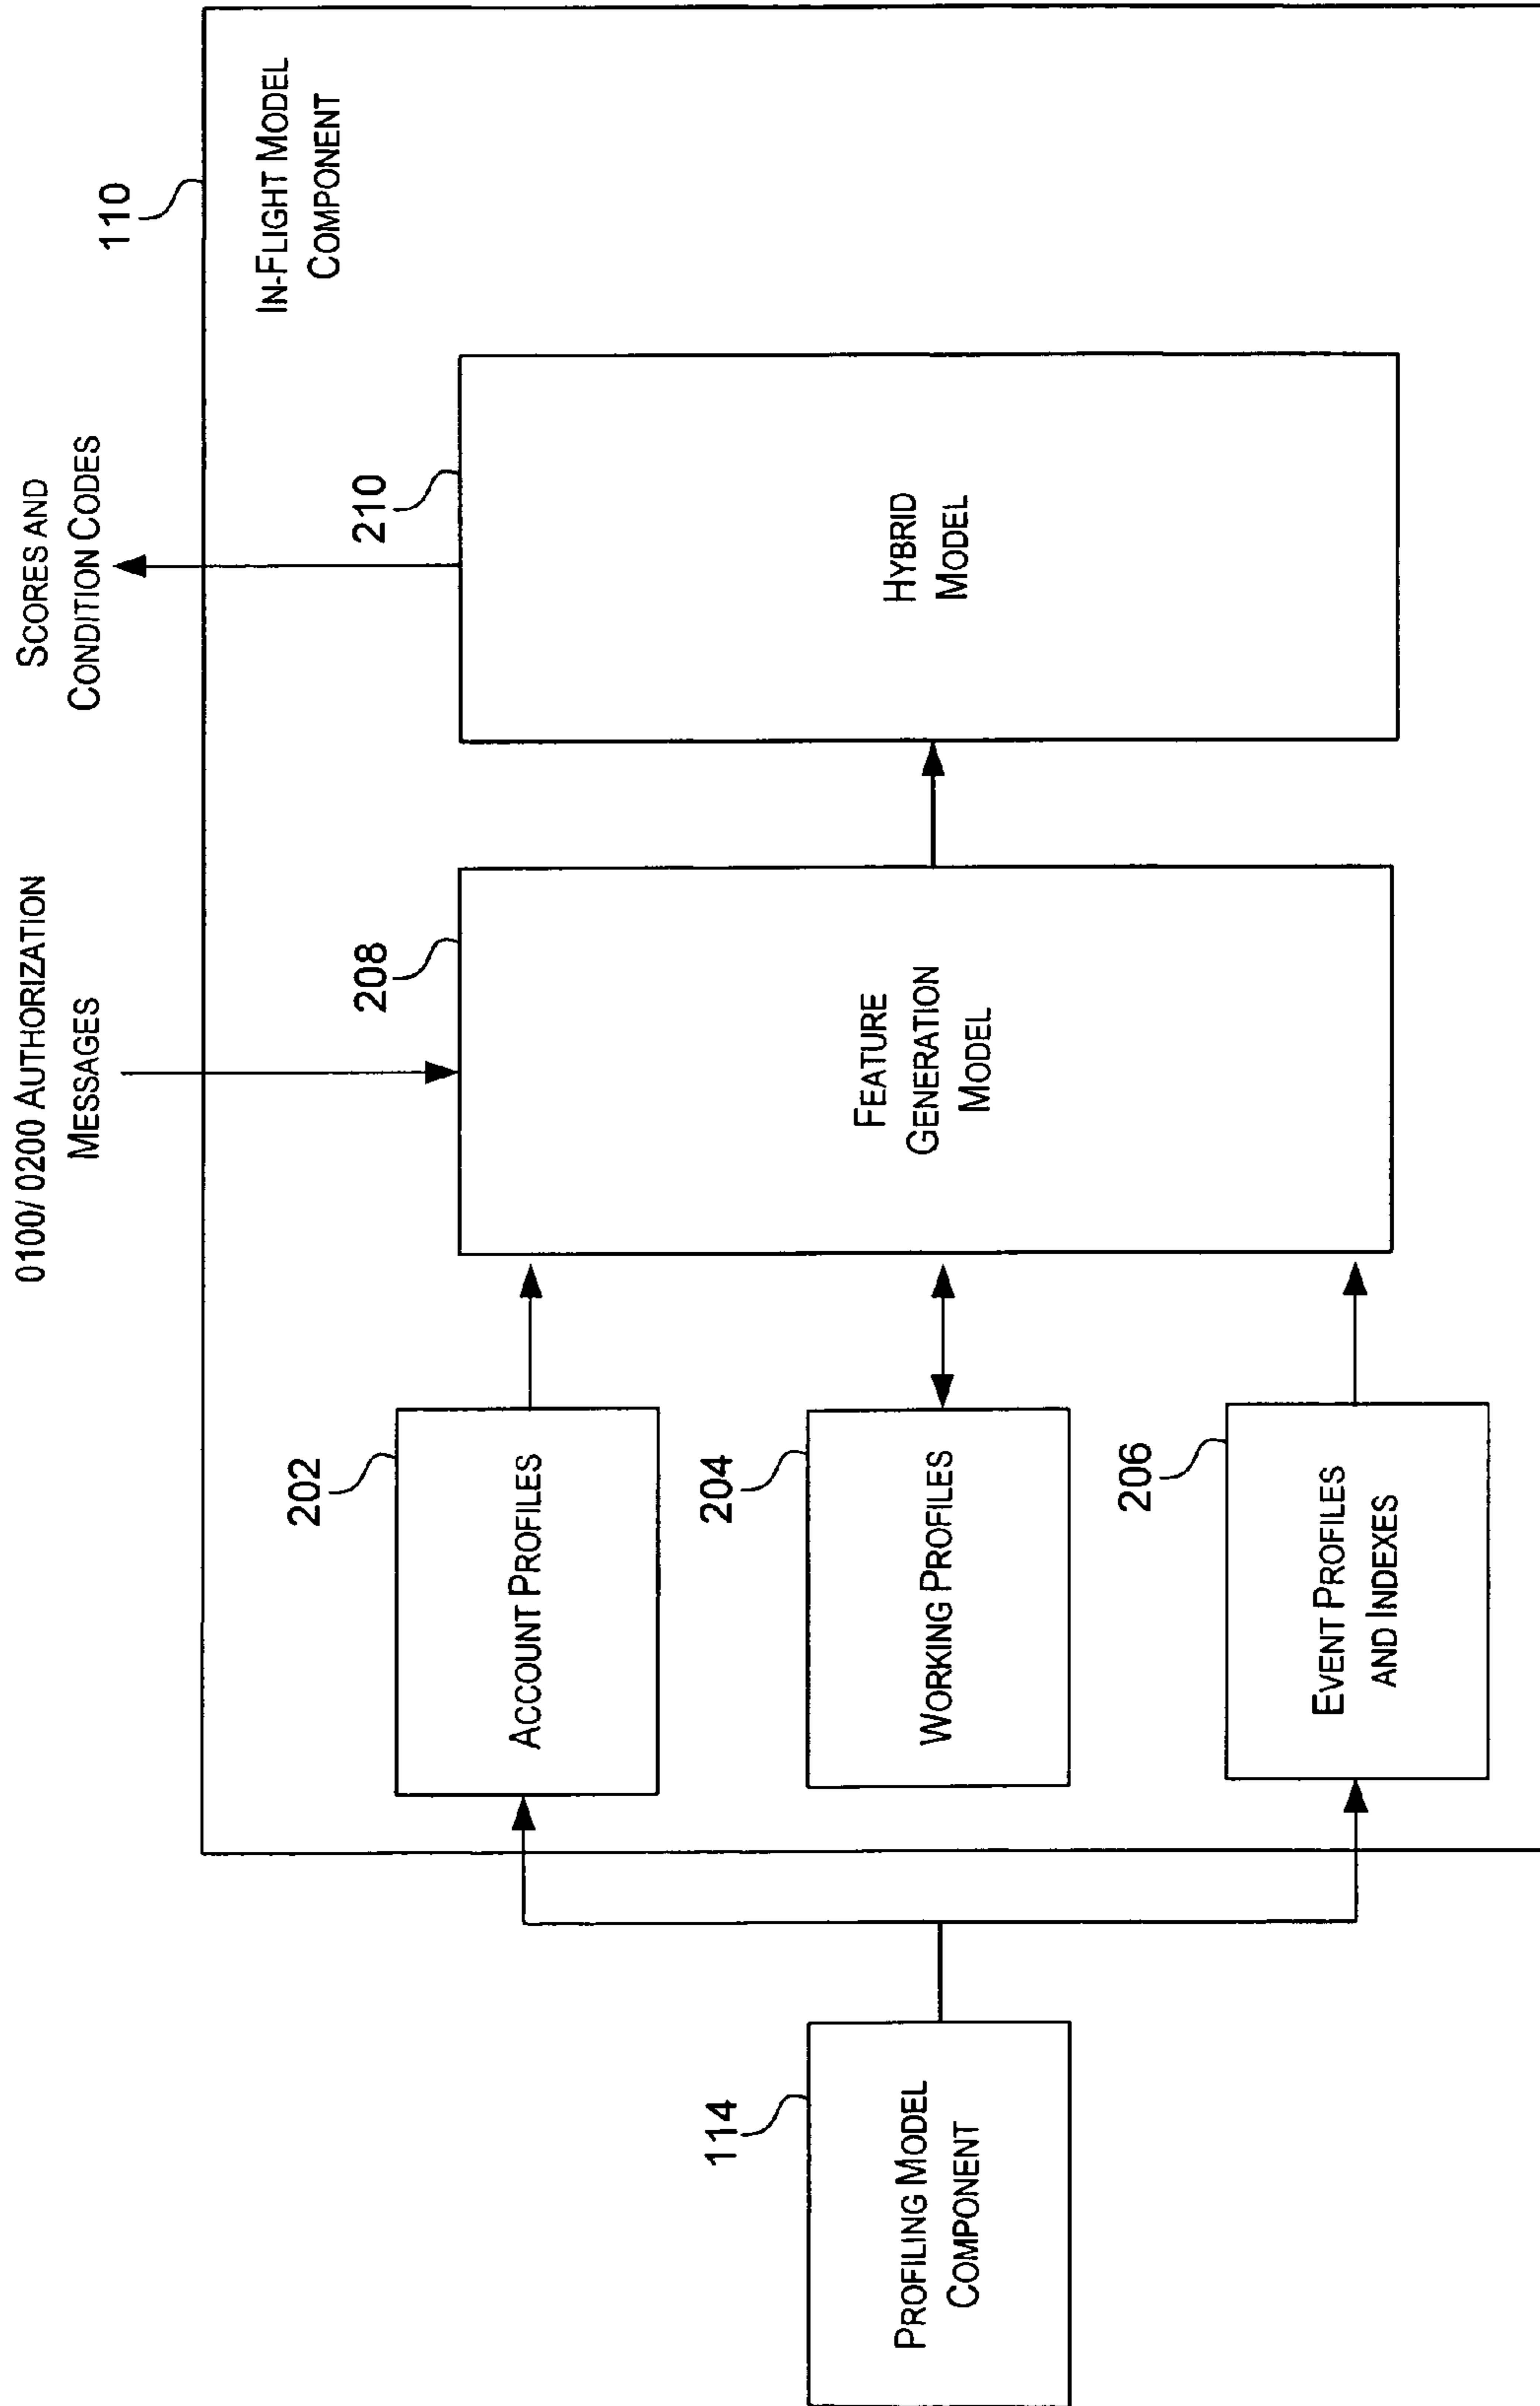 0100/ 0200 AUTHORIZATION
MESSAGES
SCORES AND
CONDITION CODES
110
IN-FLIGHT MODEL
COMPONENT
114
PROFILING MODEL
COMPONENT
202
ACCOUNT PROFILES
204
WORKING PROFILES
206
EVENT PROFILES
AND INDEXES
208
FEATURE
GENERATION
MODEL
210
HYBRID
MODEL